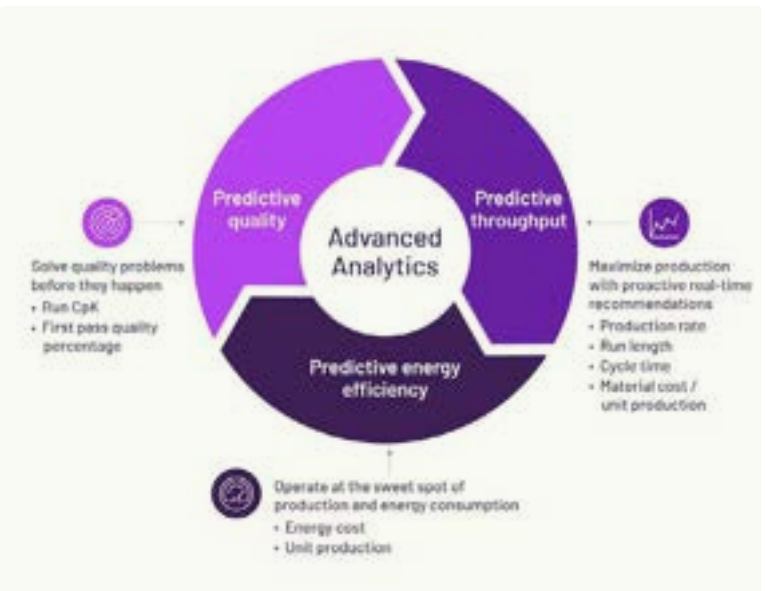 Predictive
quality
Predictive
throughput
Advanced
Analytics
Predictive energy
efficiency
Solve quality problems
before they happen
• Run CpK
• First pass quality
percentage
Maximize production
with proactive real-time
recommendations
• Production rate
• Run length
• Cycle time
• Material cost /
unit production
Operate at the sweet spot of
production and energy consumption
• Energy cost
• Unit production